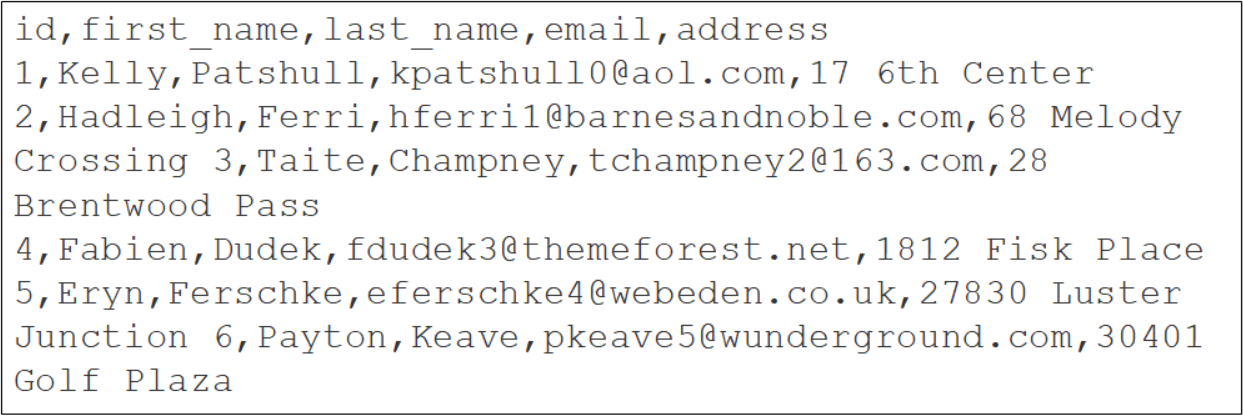 id,first_name,last_name,email,address
1,Kelly,Patshull,kpatshull0@aol.com,17 6th Center
2,Hadleigh,Ferri,hferri1@barnesandnoble.com,68 Melody
Crossing 3,Taite,Champney,tchampney2@163.com,28
Brentwood Pass
4,Fabien,Dudek,fdudek3@themeforest.net,1812 Fisk Place
5,Eryn,Ferschke,eferschke4@webeden.co.uk,27830 Luster
Junction 6,Payton,Keave,pkeave5@wunderground.com,30401
Golf Plaza